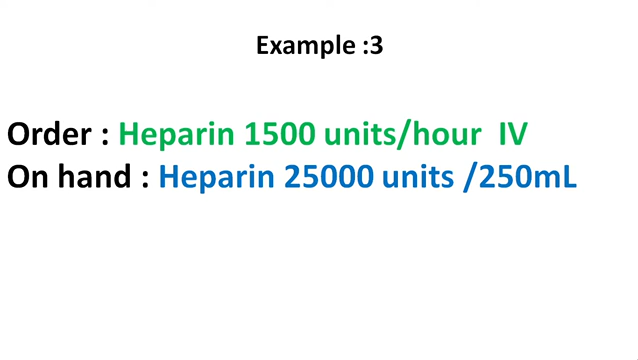 Example :3
Order : Heparin 1500 units/hour IV
On hand : Heparin 25000 units /250mL